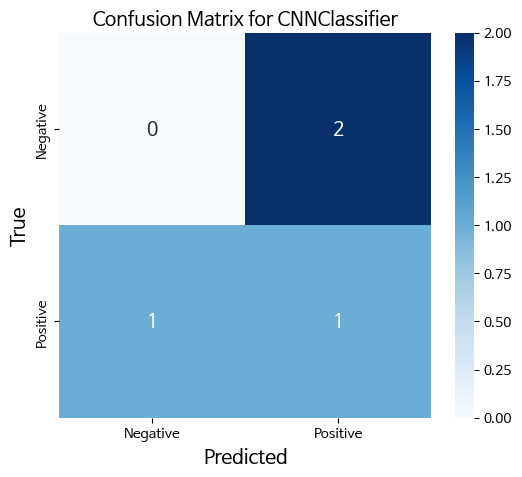 Confusion Matrix for CNNClassifier
True
Negative
Positive
0
2
1
1
Negative
Positive
Predicted
2.00
1.75
1.50
1.25
1.00
0.75
0.50
0.25
0.00